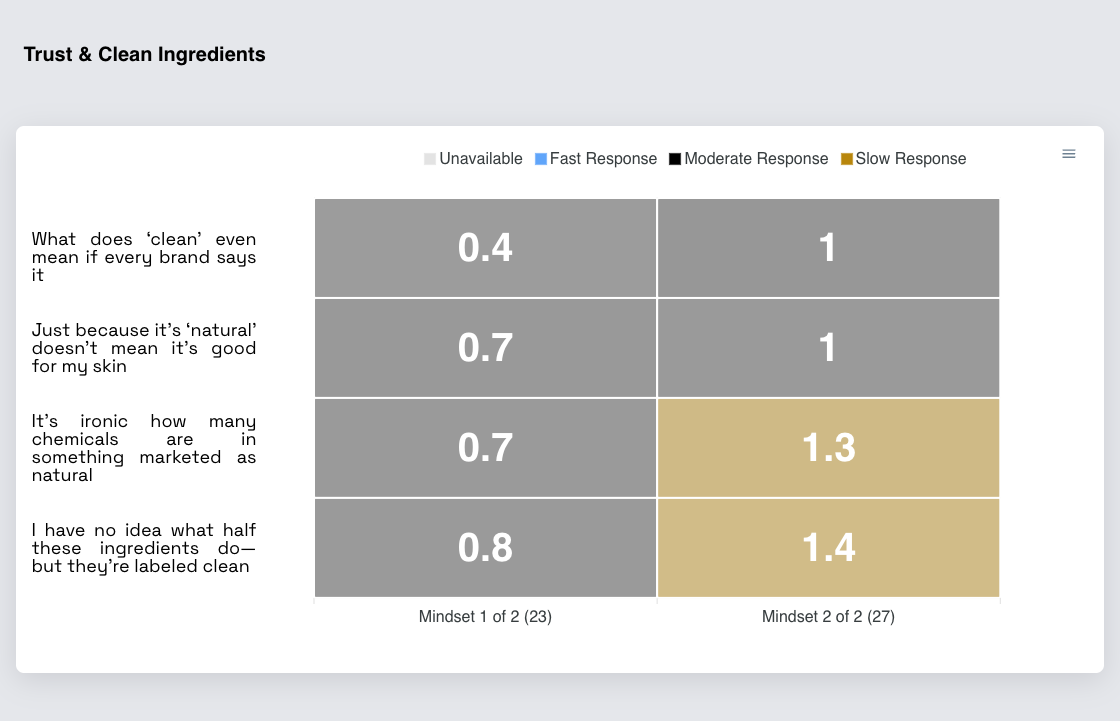 Trust & Clean Ingredients
Unavailable Fast Response Moderate Response Slow Response
What does ‘clean’ even
mean if every brand says
it
0.4 1
Just because it’s ‘natural’
doesn’t mean it’s good
for my skin
0.7 1
It’s ironic how many
chemicals are in
something marketed as
natural
0.7 1.3
I have no idea what half
these ingredients do—
but they’re labeled clean
0.8 1.4
Mindset 1 of 2 (23) Mindset 2 of 2 (27)